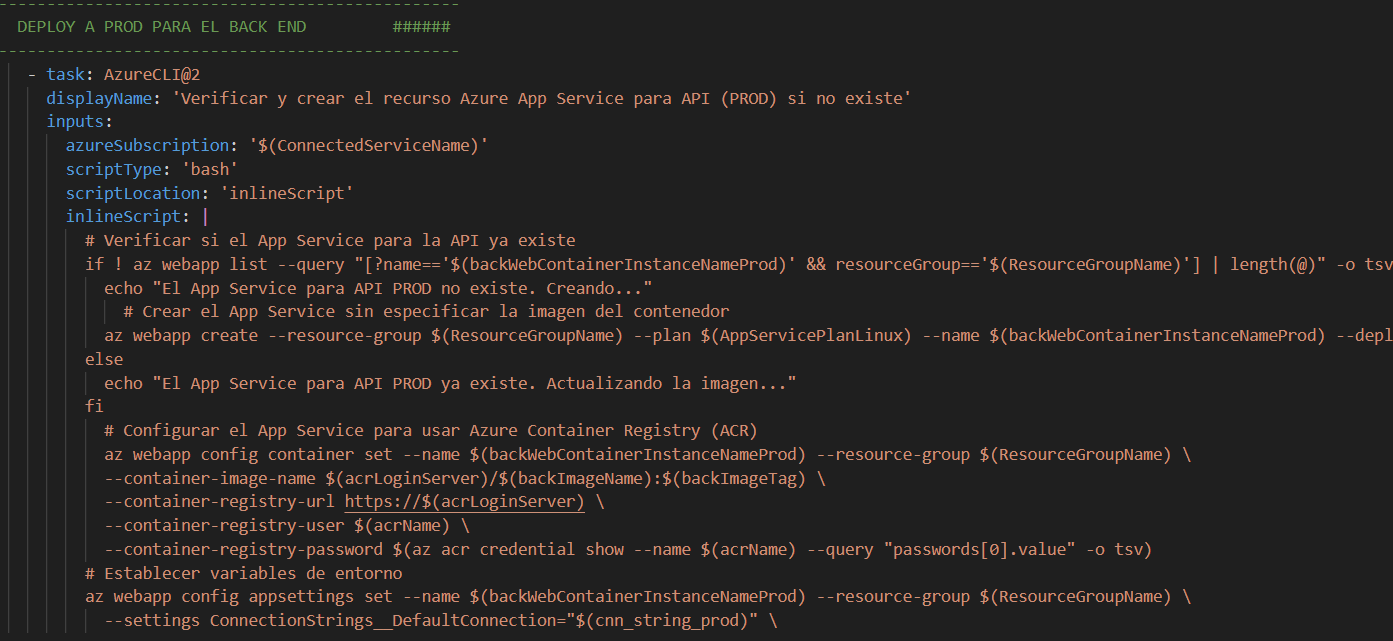 -------------------------------------------------
DEPLOY A PROD PARA EL BACK END         ######
-------------------------------------------------
- task: AzureCLI@2
displayName: 'Verificar y crear el recurso Azure App Service para API (PROD) si no existe'
inputs:
azureSubscription: '$(ConnectedServiceName)'
scriptType: 'bash'
scriptLocation: 'inlineScript'
inlineScript: |
# Verificar si el App Service para la API ya existe
if ! az webapp list --query "[?name=='$(backWebContainerInstanceNameProd)' && resourceGroup=='$(ResourceGroupName)'] | length(@)" -o tsv
echo "El App Service para API PROD no existe. Creando..."
# Crear el App Service sin especificar la imagen del contenedor
az webapp create --resource-group $(ResourceGroupName) --plan $(AppServicePlanLinux) --name $(backWebContainerInstanceNameProd) --depl
else
echo "El App Service para API PROD ya existe. Actualizando la imagen..."
fi
# Configurar el App Service para usar Azure Container Registry (ACR)
az webapp config container set --name $(backWebContainerInstanceNameProd) --resource-group $(ResourceGroupName) \
--container-image-name $(acrLoginServer)/$(backImageName):$(backImageTag) \
--container-registry-url https://$(acrLoginServer) \
--container-registry-user $(acrName) \
--container-registry-password $(az acr credential show --name $(acrName) --query "passwords[0].value" -o tsv)
# Establecer variables de entorno
az webapp config appsettings set --name $(backWebContainerInstanceNameProd) --resource-group $(ResourceGroupName) \
--settings ConnectionStrings__DefaultConnection="$(cnn_string_prod)" \